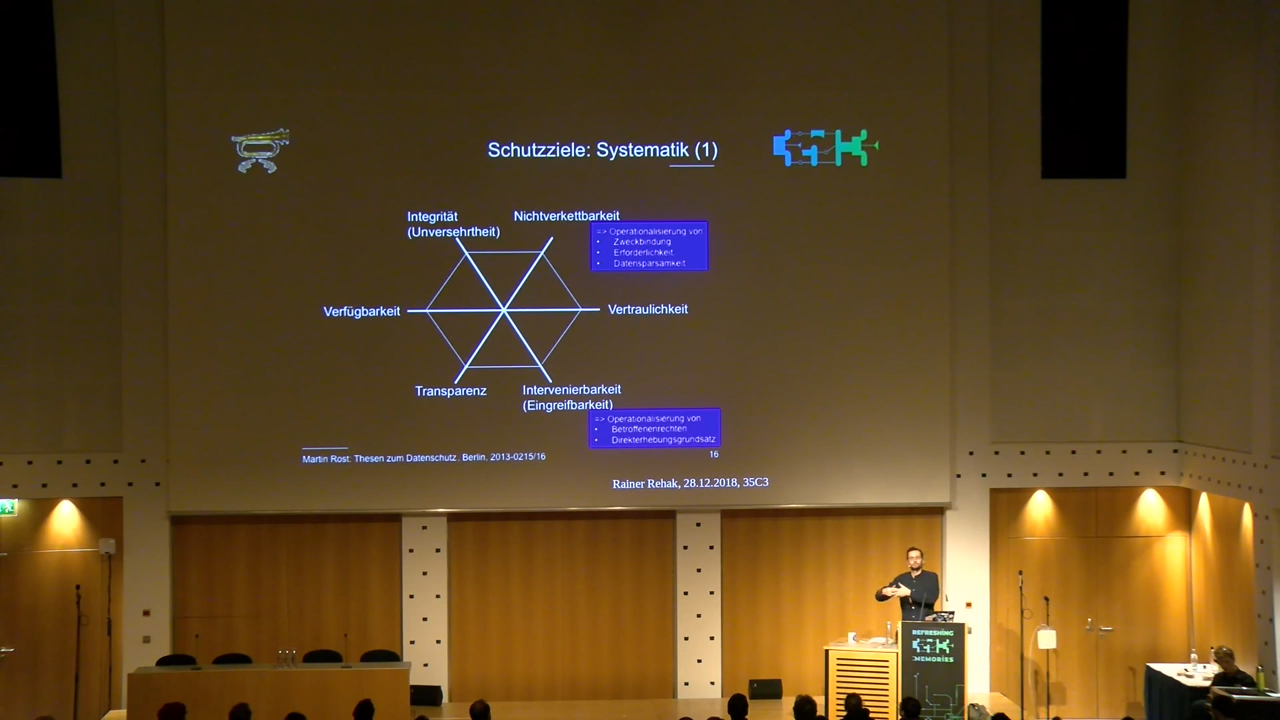 Schutzziele: Systematik (1)
Integrität
(Unversehrtheit)
Nichtverkettbarkeit
=> Operationalisierung von
• Zweckbindung
• Erforderlichkeit
• Datensparsamkeit
Verfügbarkeit
Vertraulichkeit
Transparenz
Intervenierbarkeit
(Eingreifbarkeit)
=> Operationalisierung von
• Betroffenenrechten
• Direkterhebungsgrundsatz
Martin Rost: Thesen zum Datenschutz. Berlin. 2013-0215/16
16
Rainer Rehak, 28.12.2018, 35C3
REFRESHING
MEMORIES